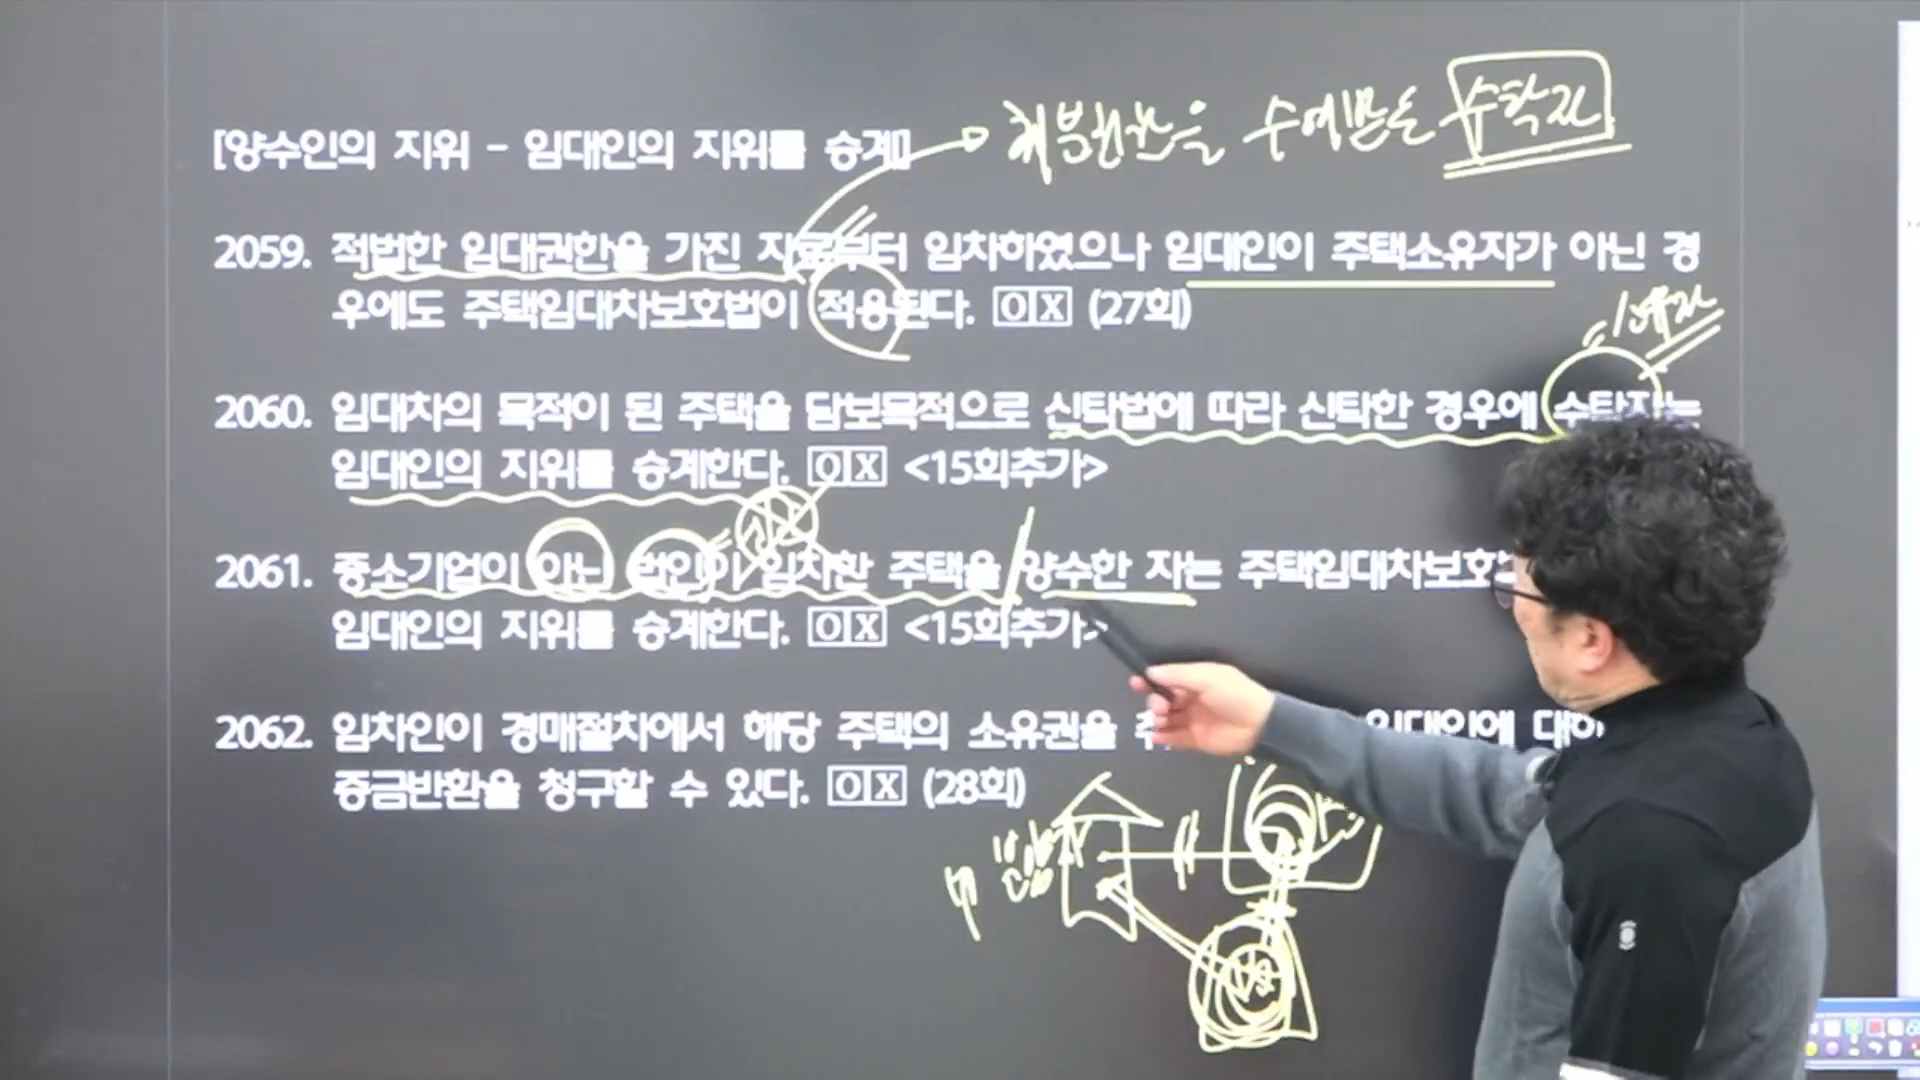 처분권한을 수여받은 수탁자
[양수인의 지위 - 임대인의 지위를 승계]
2059. 적법한 임대권한을 가진 자로부터 임차하였으나 임대인이 주택소유자가 아닌 경
우에도 주택임대차보호법이 적용된다. O X (27회)
소유자
2060. 임대차의 목적이 된 주택을 담보목적으로 신탁법에 따라 신탁한 경우에 수탁자는
임대인의 지위를 승계한다. O X <15회추가>
2061. 중소기업이 아닌 법인이 임차한 주택을 양수한 자는 주택임대차보호
임대인의 지위를 승계한다. O X <15회추가>
2062. 임차인이 경매절차에서 해당 주택의 소유권을 임대인에 대하
증금반환을 청구할 수 있다. O X (28회)